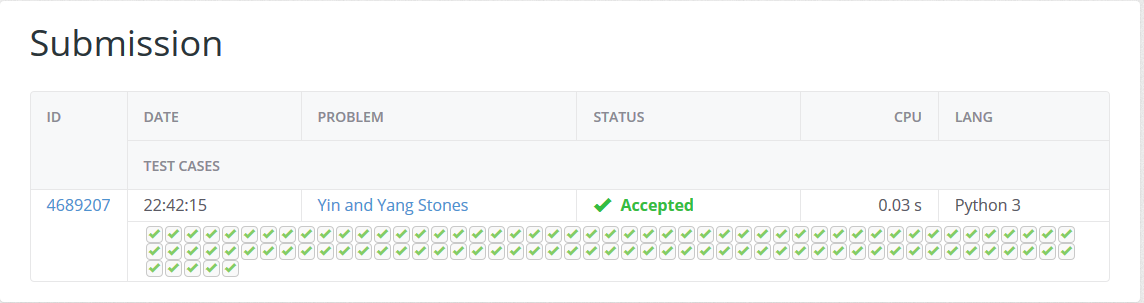 Submission
ID DATE PROBLEM STATUS CPU LANG
TEST CASES
4689207 22:42:15 Yin and Yang Stones Accepted 0.03 s Python 3